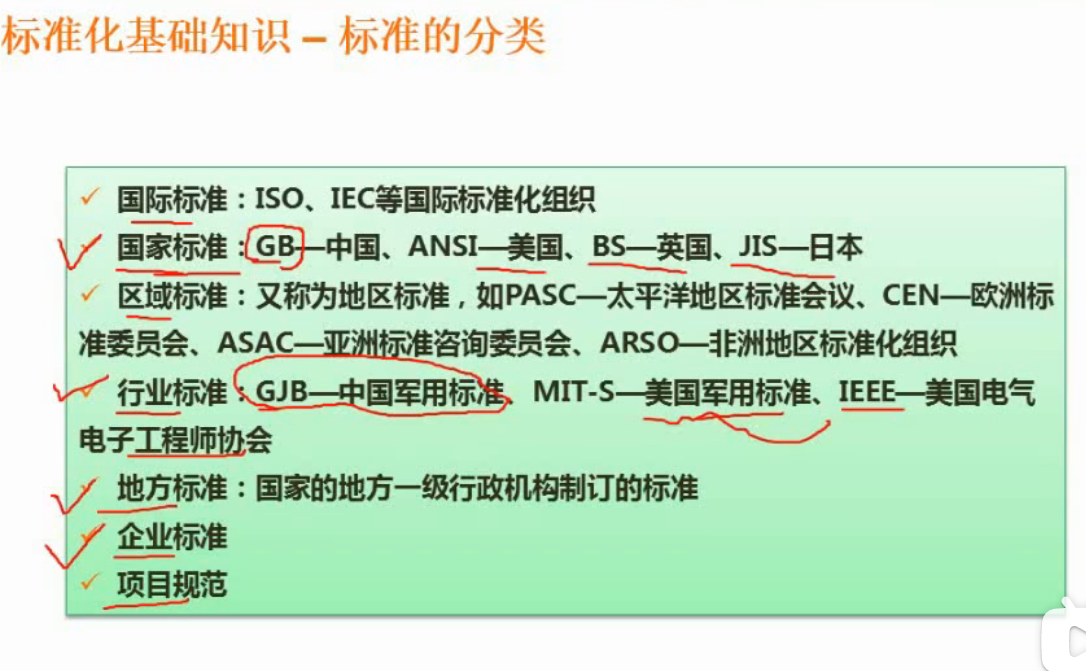 标准化基础知识 – 标准的分类
国际标准：ISO、IEC等国际标准化组织
国家标准：GB—中国、ANSI—美国、BS—英国、JIS—日本
区域标准：又称为地区标准，如PASC—太平洋地区标准会议、CEN—欧洲标
准委员会、ASAC—亚洲标准咨询委员会、ARSO—非洲地区标准化组织
行业标准：GJB—中国军用标准、MIT-S—美国军用标准、IEEE—美国电气
电子工程师协会
地方标准：国家的地方一级行政机构制订的标准
企业标准
项目规范